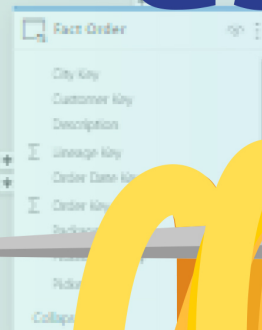 Fact Order
City Key
Customer Key
Description
Lineage Key
Order Date Key
Order Key
Collapse